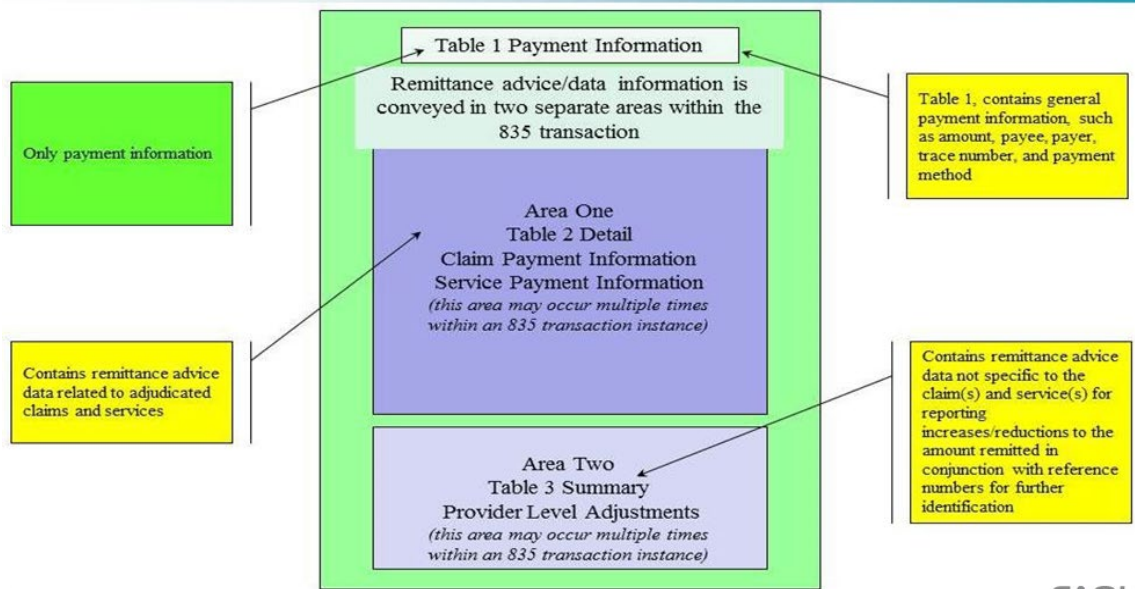 Table 1 Payment Information
Remittance advice/data information is
conveyed in two separate areas within the
835 transaction
Only payment information
Table 1, contains general
payment information, such
as amount, payee, payer,
trace number, and payment
method
Area One
Table 2 Detail
Claim Payment Information
Service Payment Information
(this area may occur multiple times
within an 835 transaction instance)
Contains remittance advice
data related to adjudicated
claims and services
Contains remittance advice
data not specific to the
claim(s) and service(s) for
reporting
increases/reductions to the
amount remitted in
conjunction with reference
numbers for further
identification
Area Two
Table 3 Summary
Provider Level Adjustments
(this area may occur multiple times
within an 835 transaction instance)